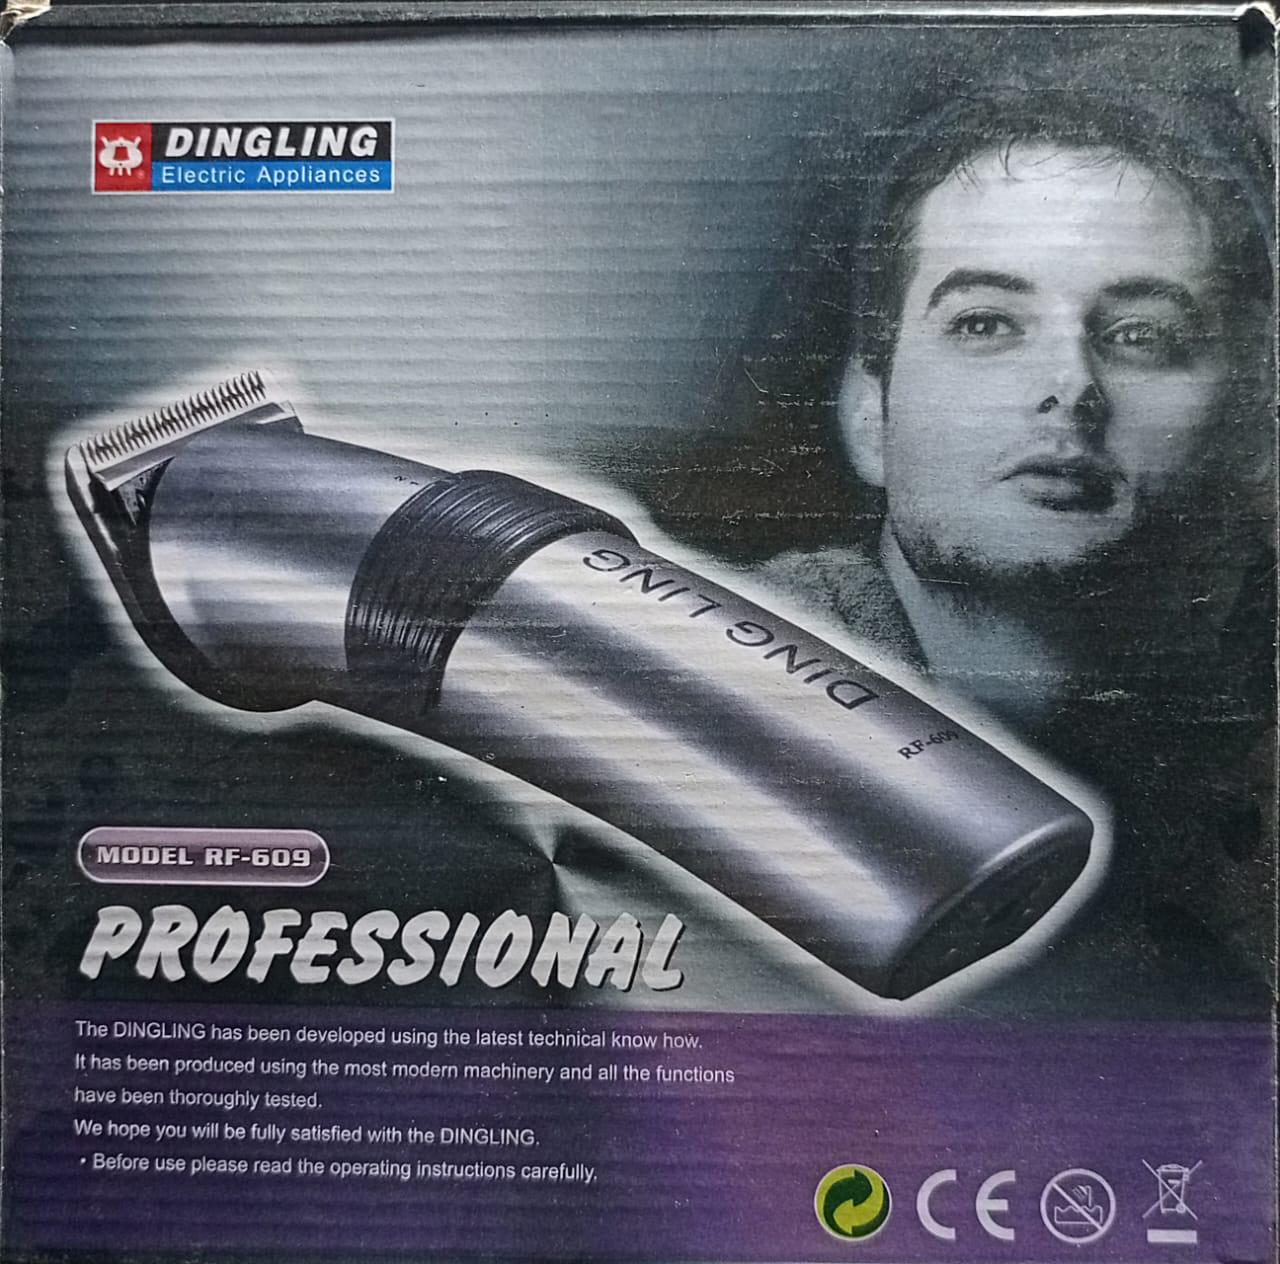 DINGLING
Electric Appliances
DING LING
RF-609
MODEL RF-609
PROFESSIONAL
The DINGLING has been developed using the latest technical know how.
It has been produced using the most modern machinery and all the functions
have been thoroughly tested.
We hope you will be fully satisfied with the DINGLING.
• Before use please read the operating instructions carefully.
CE